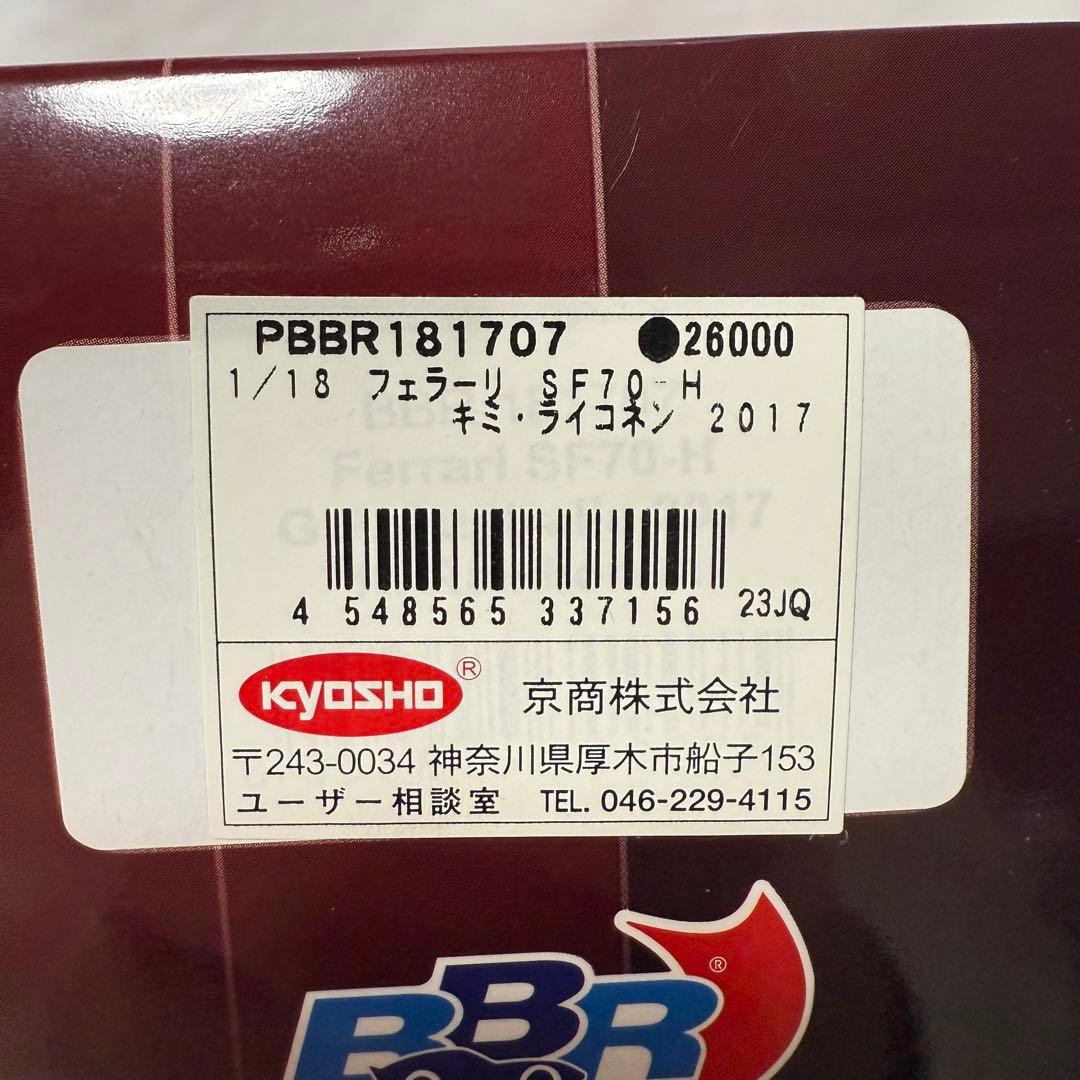 PBBR181707 ●26000
1/18 フェラーリ SF70-H
キミ・ライコネン 2017
Ferrari SF70-H
4 548565 337156 23JQ
KYOSHO® 京商株式会社
〒243-0034 神奈川県厚木市船子153
ユーザー相談室 TEL. 046-229-4115
BBR®